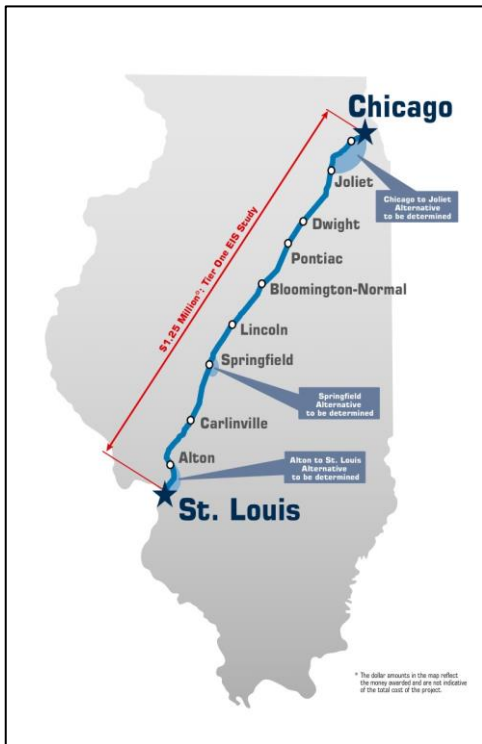 Chicago
Joliet
Chicago to Joliet
Alternative
to be determined
Dwight
Pontiac
$1.25 Million*: Tier One EIS Study
Bloomington-Normal
Lincoln
Springfield
Springfield
Alternative
to be determined
Carlinville
Alton
Alton to St. Louis
Alternative
to be determined
St. Louis
* The dollar amounts in the map reflect
the money awarded and are not indicative
of the total cost of the project.